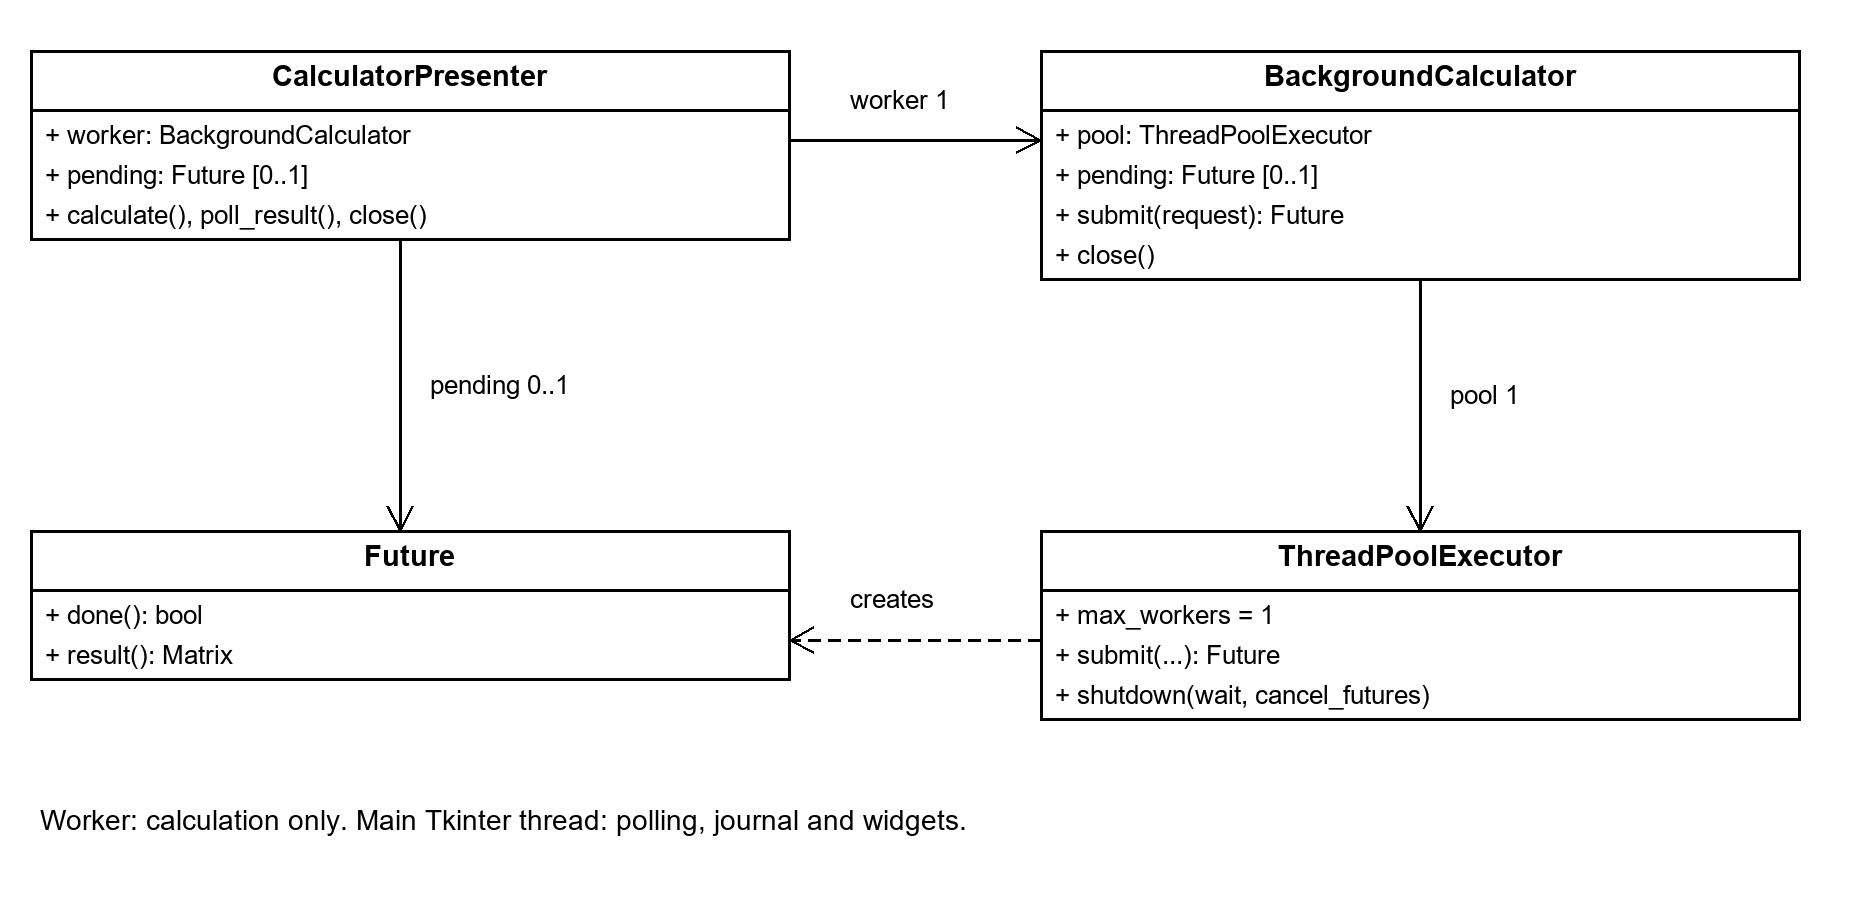 CalculatorPresenter
+ worker: BackgroundCalculator
+ pending: Future [0..1]
+ calculate(), poll_result(), close()
worker 1
BackgroundCalculator
+ pool: ThreadPoolExecutor
+ pending: Future [0..1]
+ submit(request): Future
+ close()
pending 0..1
pool 1
Future
+ done(): bool
+ result(): Matrix
creates
ThreadPoolExecutor
+ max_workers = 1
+ submit(...): Future
+ shutdown(wait, cancel_futures)
Worker: calculation only. Main Tkinter thread: polling, journal and widgets.